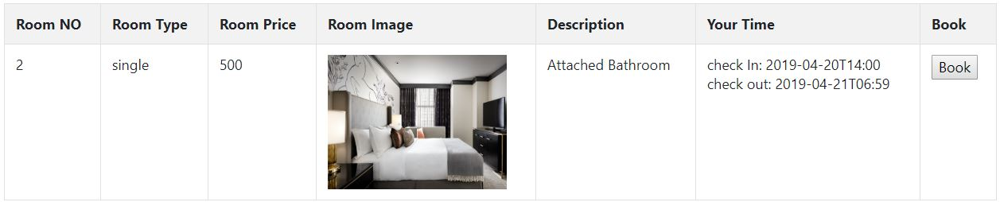 Room NO Room Type Room Price Room Image Description Your Time Book
2 single 500 Attached Bathroom check In: 2019-04-20T14:00 Book
check out: 2019-04-21T06:59